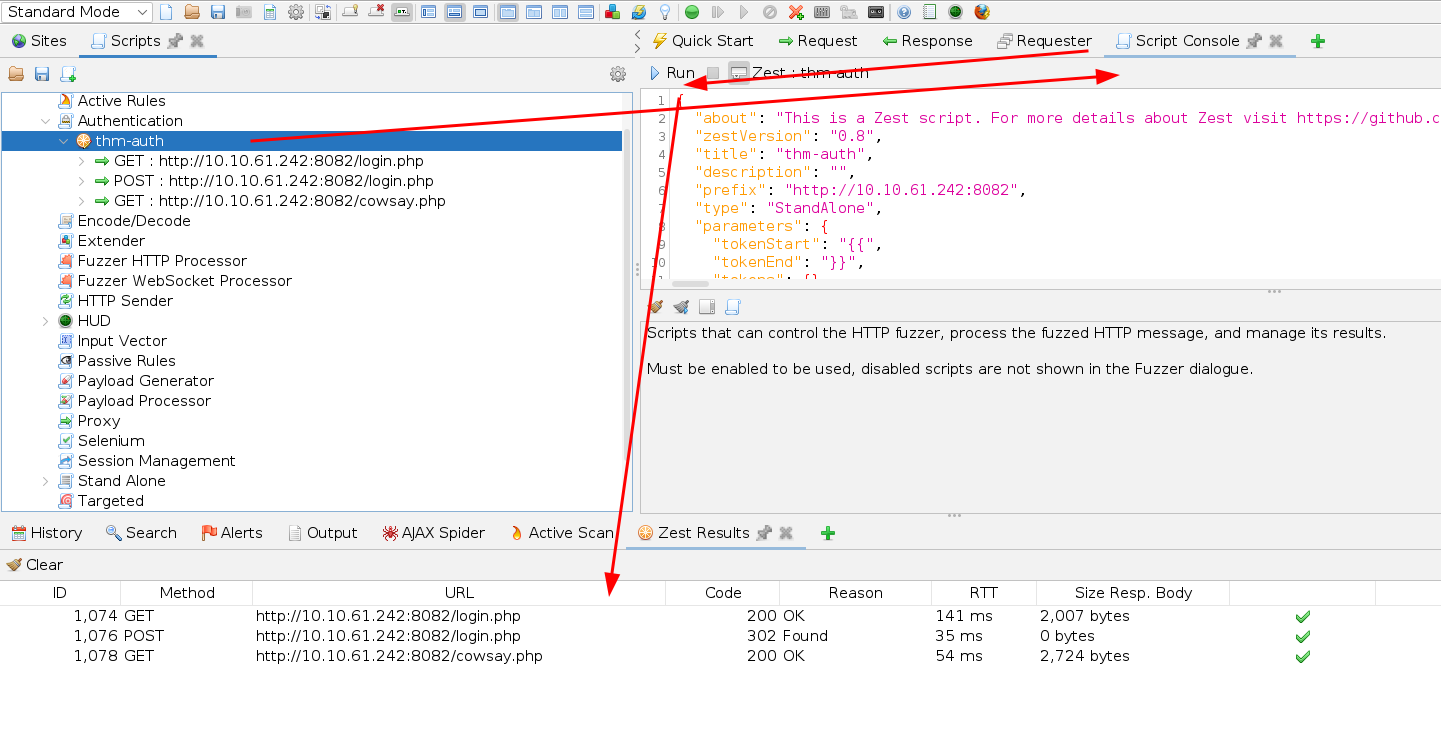 Standard Mode
Sites
Scripts
Quick Start
Request
Response
Requester
Script Console
Run
Zest : thm-auth
Active Rules
Authentication
thm-auth
GET : http://10.10.61.242:8082/login.php
POST : http://10.10.61.242:8082/login.php
GET : http://10.10.61.242:8082/cowsay.php
Encode/Decode
Extender
Fuzzer HTTP Processor
Fuzzer WebSocket Processor
HTTP Sender
HUD
Input Vector
Passive Rules
Payload Generator
Payload Processor
Proxy
Selenium
Session Management
Stand Alone
Targeted
1 {
2 "about": "This is a Zest script. For more details about Zest visit https://github.c
3 "zestVersion": "0.8",
4 "title": "thm-auth",
5 "description": "",
6 "prefix": "http://10.10.61.242:8082",
7 "type": "StandAlone",
8 "parameters": {
9 "tokenStart": "{{",
10 "tokenEnd": "}}",
"tokens": {}
Scripts that can control the HTTP fuzzer, process the fuzzed HTTP message, and manage its results.
Must be enabled to be used, disabled scripts are not shown in the Fuzzer dialogue.
History
Search
Alerts
Output
AJAX Spider
Active Scan
Zest Results
Clear
ID Method URL Code Reason RTT Size Resp. Body
1,074 GET http://10.10.61.242:8082/login.php 200 OK 141 ms 2,007 bytes
1,076 POST http://10.10.61.242:8082/login.php 302 Found 35 ms 0 bytes
1,078 GET http://10.10.61.242:8082/cowsay.php 200 OK 54 ms 2,724 bytes